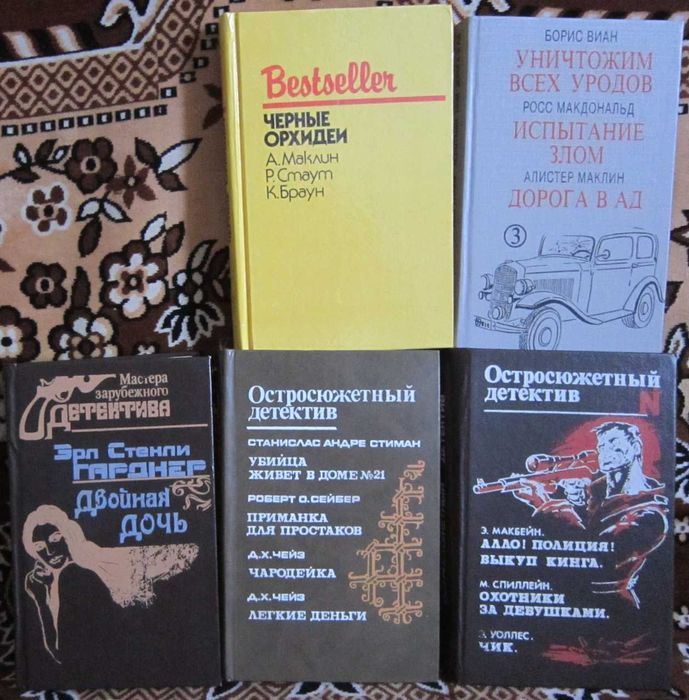 Bestseller
ЧЕРНЫЕ
ОРХИДЕИ
А. Маклин
Р. Стаут
К. Браун
БОРИС ВИАН
УНИЧТОЖИМ
ВСЕХ УРОДОВ
РОСС МАКДОНАЛЬД
ИСПЫТАНИЕ
ЗЛОМ
АЛИСТЕР МАКЛИН
ДОРОГА В АД
3
Мастера
зарубежного
ДЕТЕКТИВА
Эрл Стенли
ГАРДНЕР
ДВОЙНАЯ
ДОЧЬ
Остросюжетный
детектив
СТАНИСЛАС АНДРЕ СТИМАН
УБИЙЦА
ЖИВЕТ В ДОМЕ №21
РОБЕРТ О. СЕЙБЕР
ПРИМАНКА
ДЛЯ ПРОСТАКОВ
Д.Х. ЧЕЙЗ
ЧАРОДЕЙКА
Д.Х. ЧЕЙЗ
ЛЕГКИЕ ДЕНЬГИ
Остросюжетный
детектив
N
Э. МАКБЕЙН.
АЛЛО! ПОЛИЦИЯ!
ВЫКУП КИНГА.
М. СПИЛЛЕЙН.
ОХОТНИКИ
ЗА ДЕВУШКАМИ.
Э. УОЛЛЕС.
ЧИК.